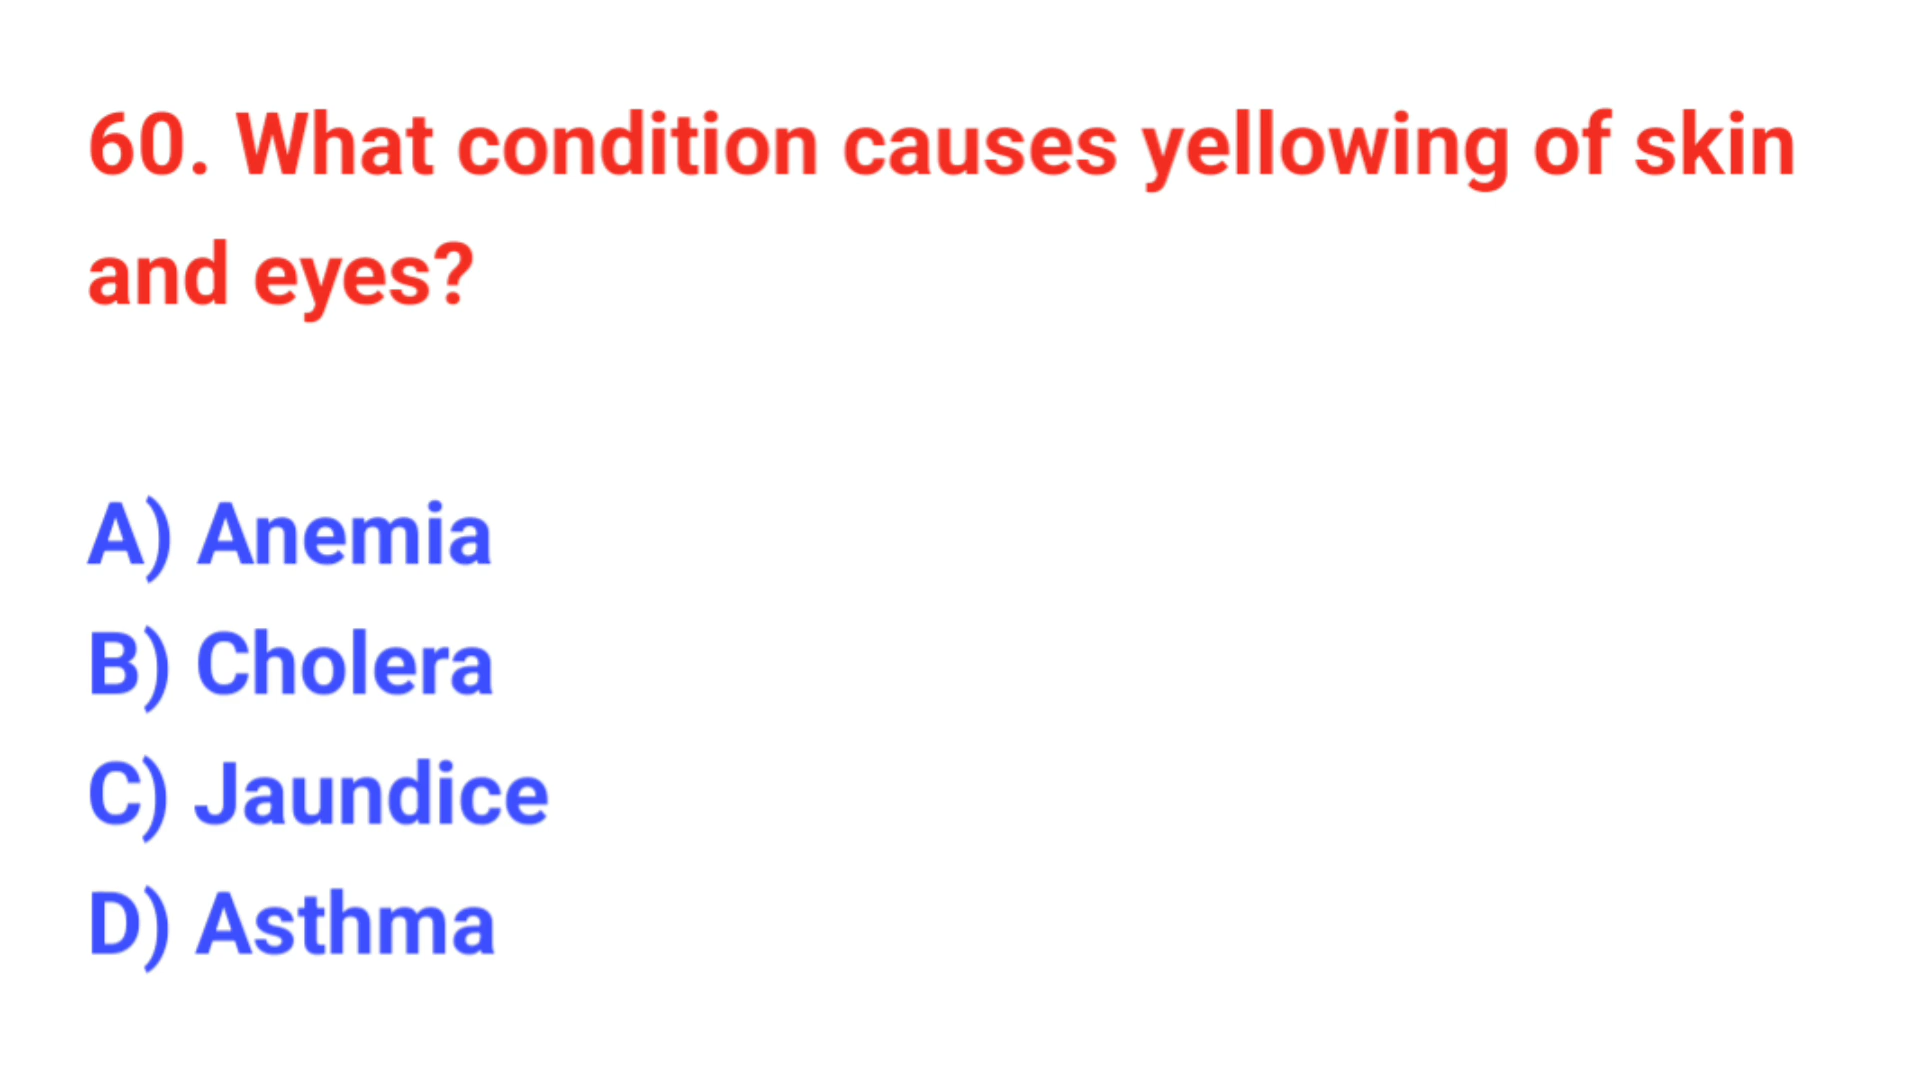 60. What condition causes yellowing of skin
and eyes?
A) Anemia
B) Cholera
C) Jaundice
D) Asthma